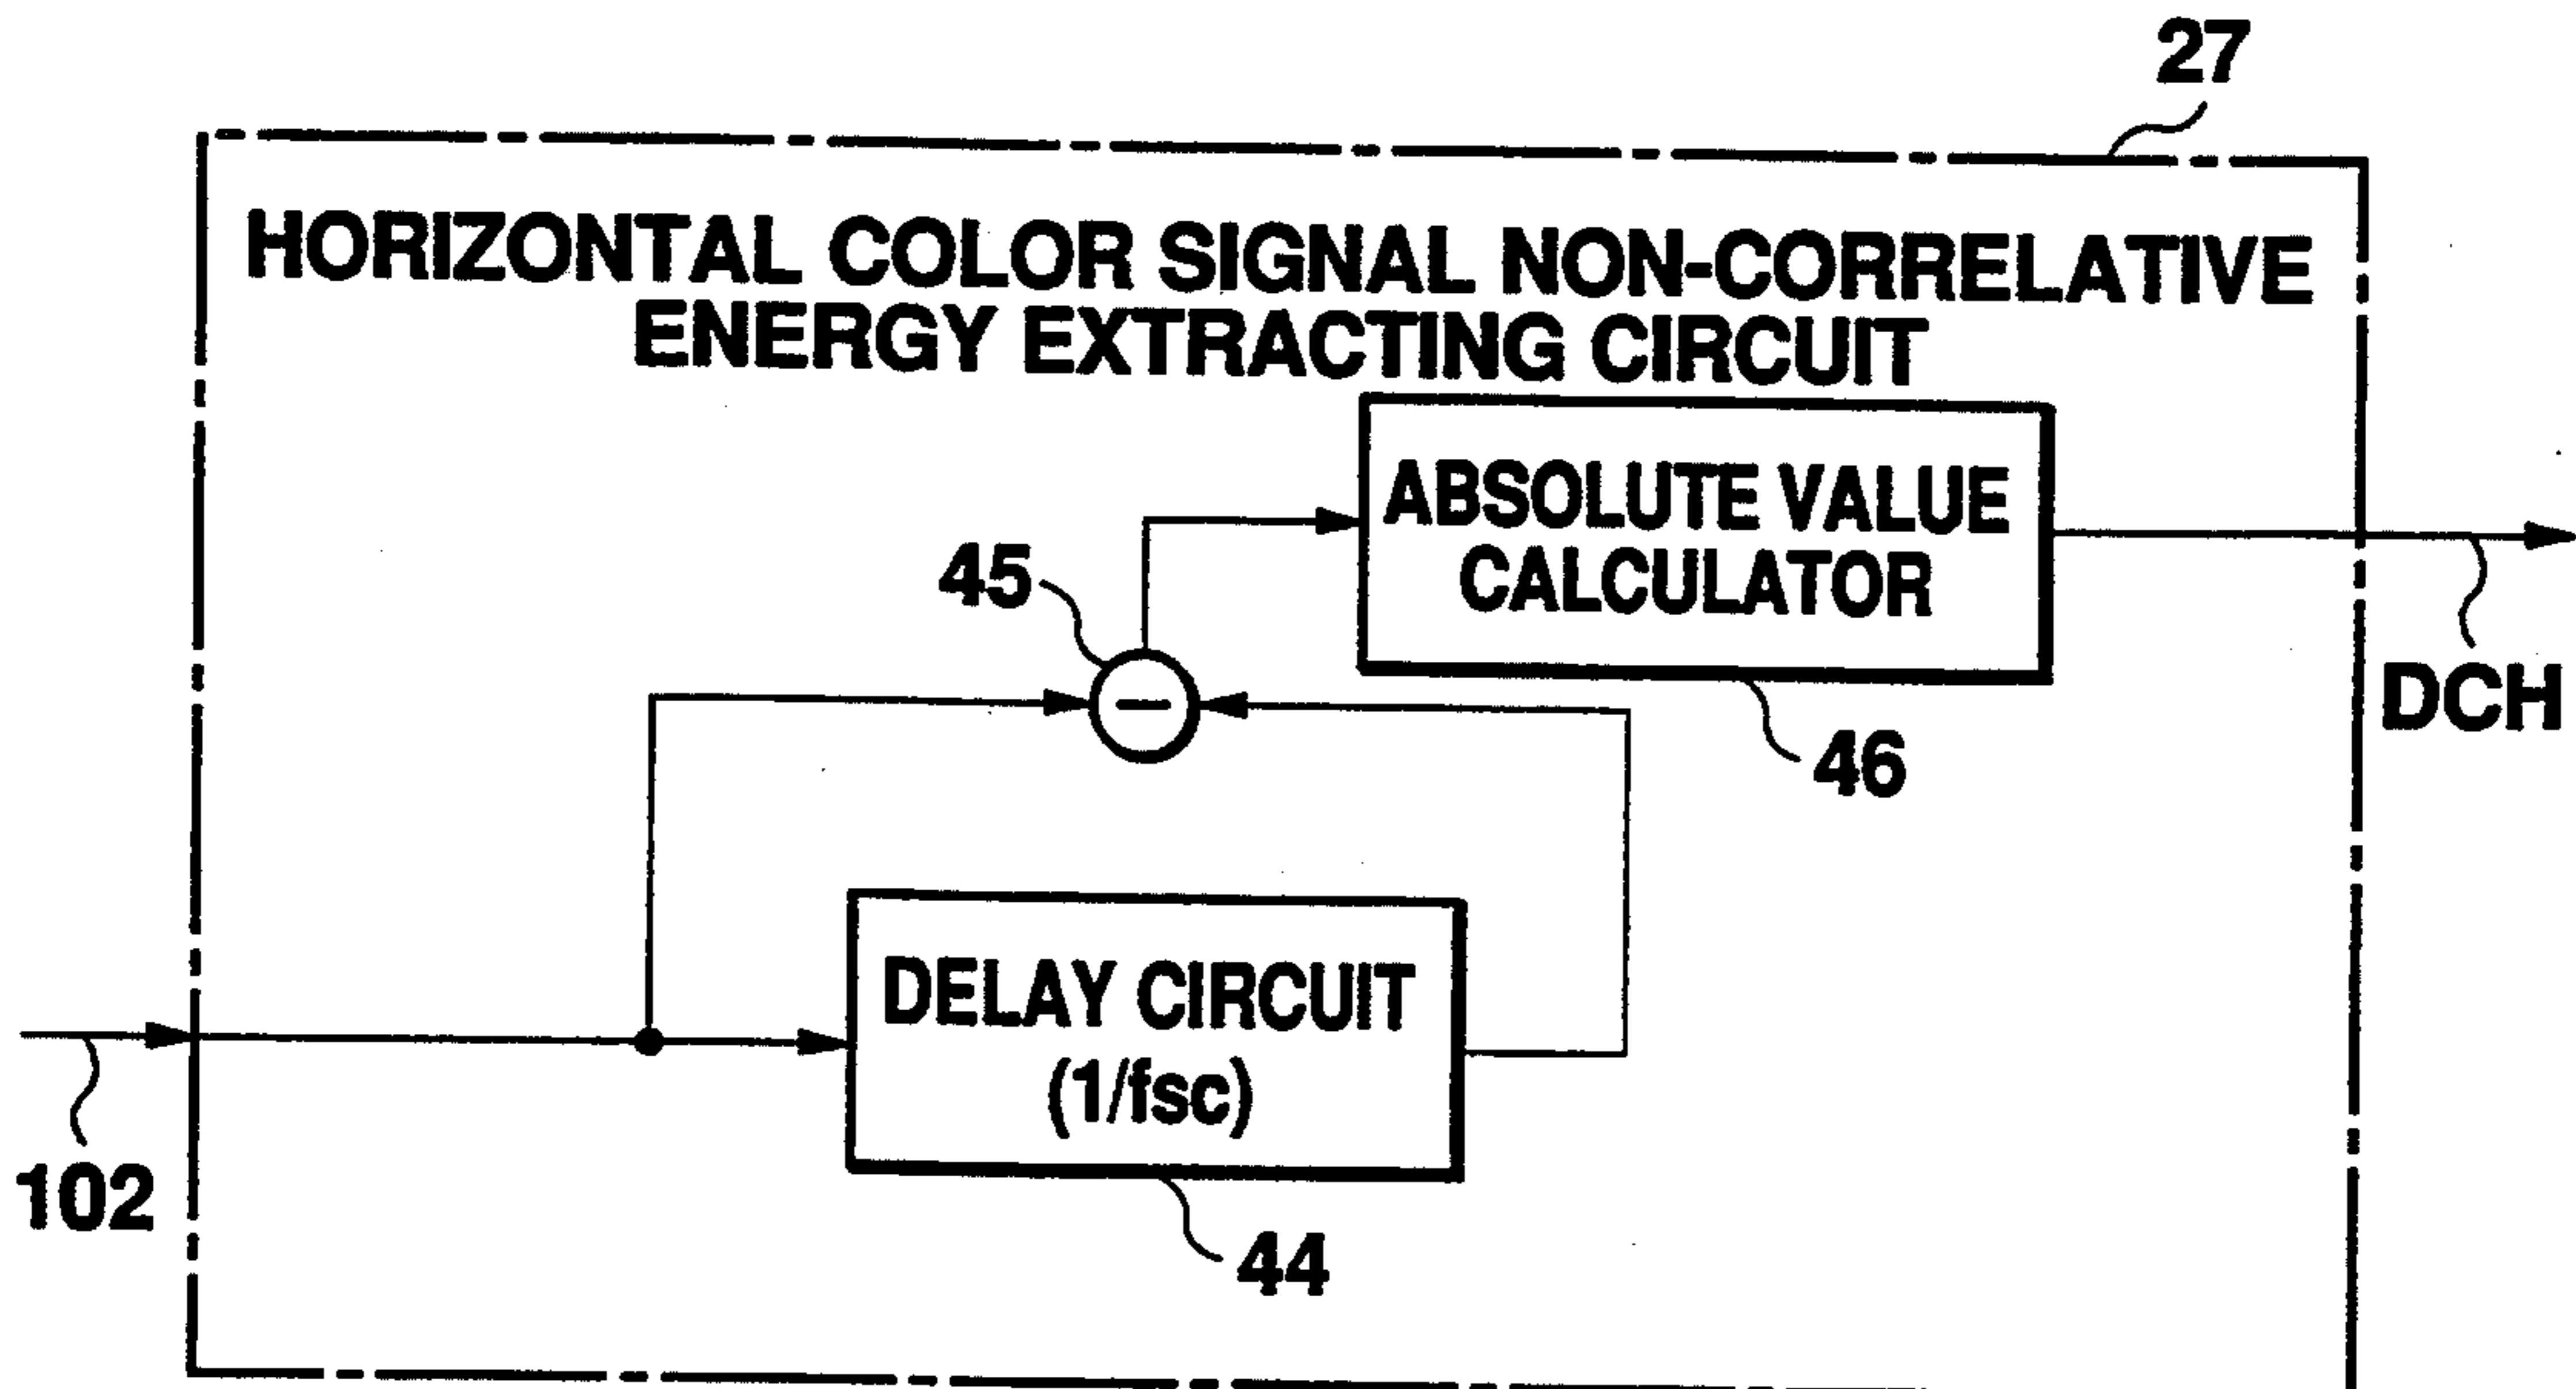 27
HORIZONTAL COLOR SIGNAL NON-CORRELATIVE
ENERGY EXTRACTING CIRCUIT
ABSOLUTE VALUE
CALCULATOR
45
DCH
46
DELAY CIRCUIT
(1/fsc)
102
44